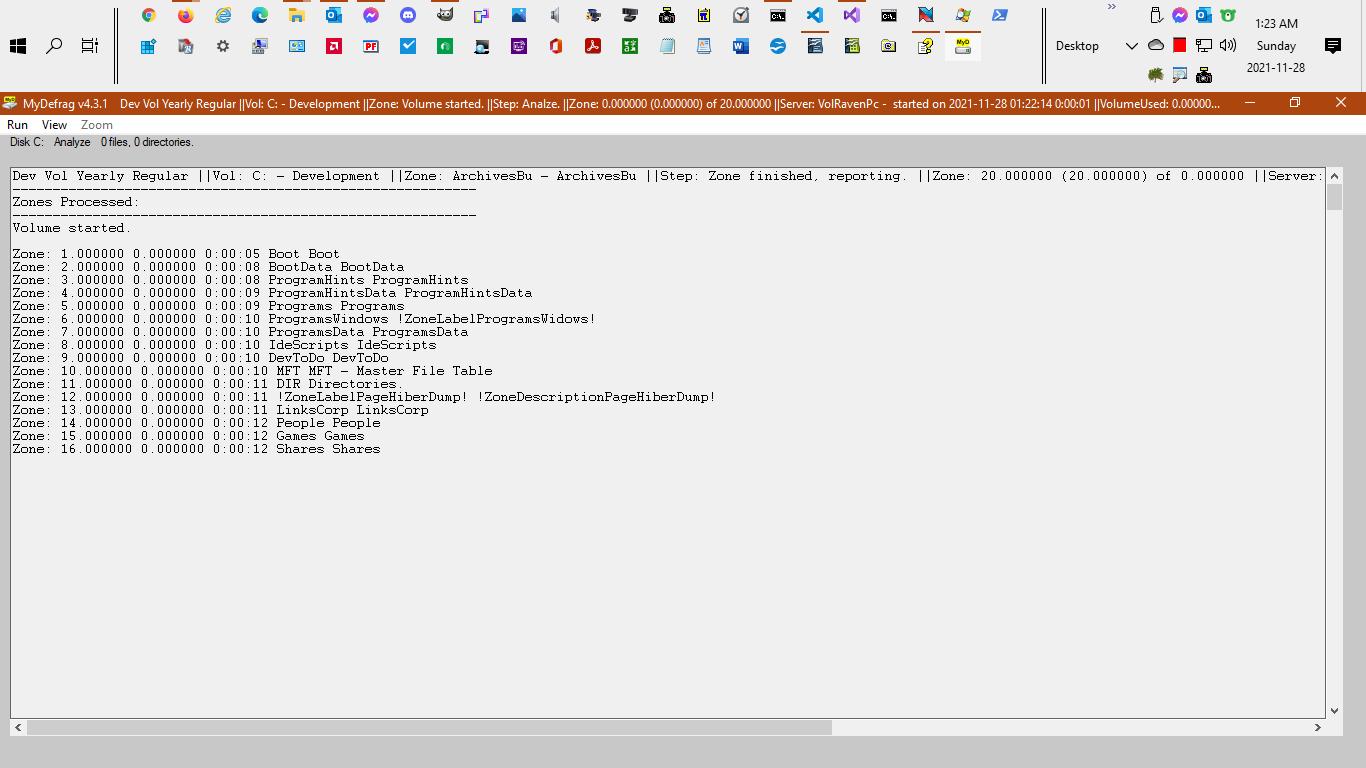 »
1:23 AM
Desktop
Sunday
2021-11-28
MyDefrag v4.3.1    Dev Vol Yearly Regular ||Vol: C: - Development ||Zone: Volume started. ||Step: Analze. ||Zone: 0.000000 (0.000000) of 20.000000 ||Server: VolRavenPc -  started on 2021-11-28 01:22:14 0:00:01 ||VolumeUsed: 0.00000...
Run View Zoom
Disk C:   Analyze   0 files, 0 directories.
Dev Vol Yearly Regular ||Vol: C: - Development ||Zone: ArchivesBu - ArchivesBu ||Step: Zone finished, reporting. ||Zone: 20.000000 (20.000000) of 0.000000 ||Server:
----------------------------------------------------------
Zones Processed:
----------------------------------------------------------
Volume started.
Zone: 1.000000 0.000000 0:00:05 Boot Boot
Zone: 2.000000 0.000000 0:00:08 BootData BootData
Zone: 3.000000 0.000000 0:00:08 ProgramHints ProgramHints
Zone: 4.000000 0.000000 0:00:09 ProgramHintsData ProgramHintsData
Zone: 5.000000 0.000000 0:00:09 Programs Programs
Zone: 6.000000 0.000000 0:00:10 ProgramsWindows !ZoneLabelProgramsWidows!
Zone: 7.000000 0.000000 0:00:10 ProgramsData ProgramsData
Zone: 8.000000 0.000000 0:00:10 IdeScripts IdeScripts
Zone: 9.000000 0.000000 0:00:10 DevToDo DevToDo
Zone: 10.000000 0.000000 0:00:10 MFT MFT - Master File Table
Zone: 11.000000 0.000000 0:00:11 DIR Directories.
Zone: 12.000000 0.000000 0:00:11 !ZoneLabelPageHiberDump! !ZoneDescriptionPageHiberDump!
Zone: 13.000000 0.000000 0:00:11 LinksCorp LinksCorp
Zone: 14.000000 0.000000 0:00:12 People People
Zone: 15.000000 0.000000 0:00:12 Games Games
Zone: 16.000000 0.000000 0:00:12 Shares Shares